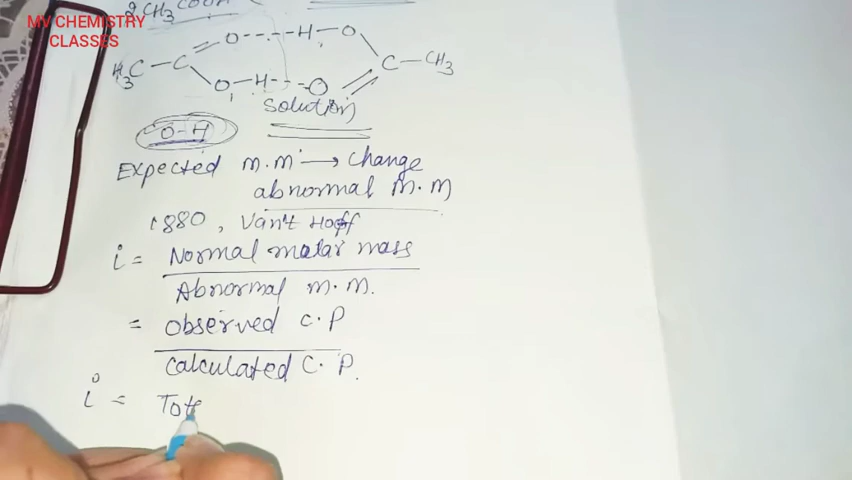 2CH3COOH
MV CHEMISTRY
CLASSES
O---H-O
H3C-C C-CH3
O-H---O
Solution
O-H
Expected M.M → Change
abnormal M.M
1880, Van't Hoff
i = Normal molar mass
Abnormal M.M.
= Observed C.P
Calculated C.P.
i = Tot